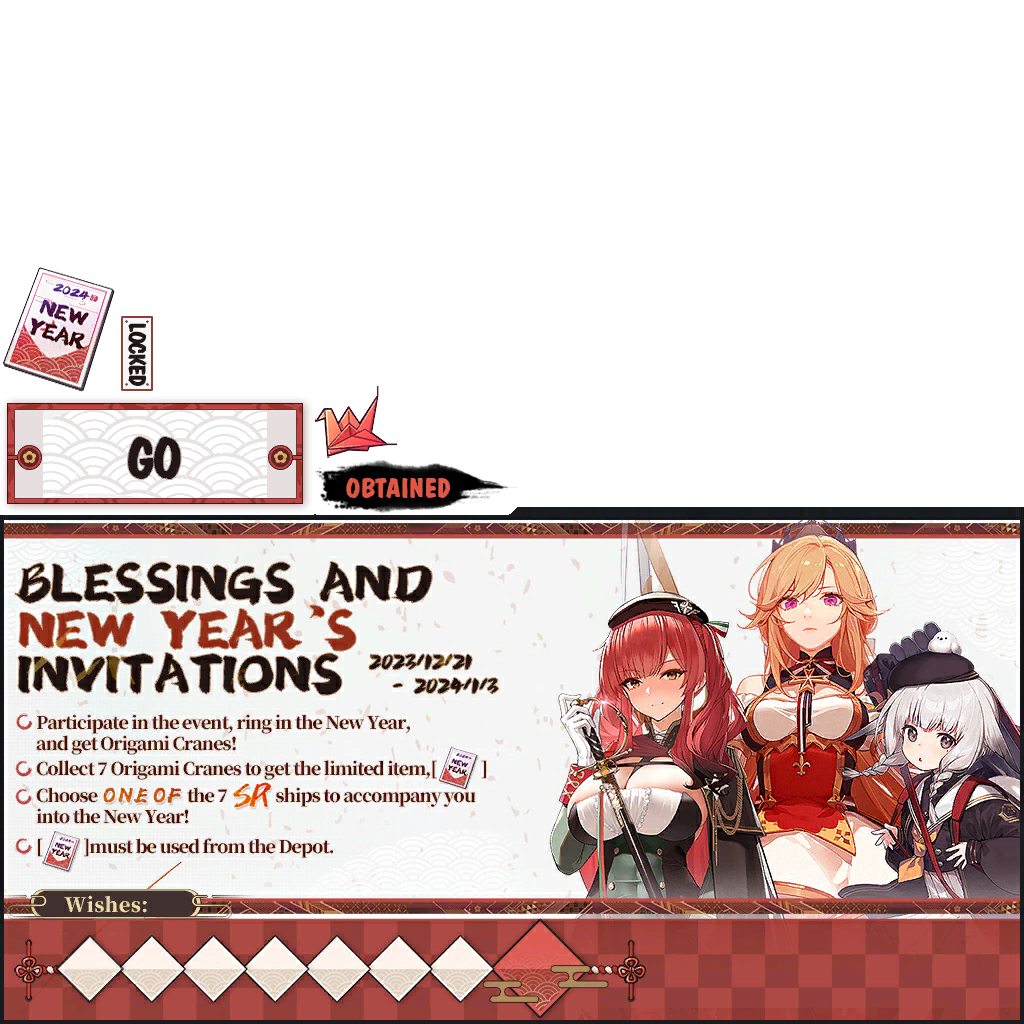 2024
NEW
YEAR
LOCKED
GO
OBTAINED
BLESSINGS AND
NEW YEAR'S
INVITATIONS
2023/12/21
- 2024/1/3
Participate in the event, ring in the New Year,
and get Origami Cranes!
Collect 7 Origami Cranes to get the limited item,[ NEW YEAR ]
Choose ONE OF the 7 SR ships to accompany you
into the New Year!
[ NEW YEAR ]must be used from the Depot.
Wishes: